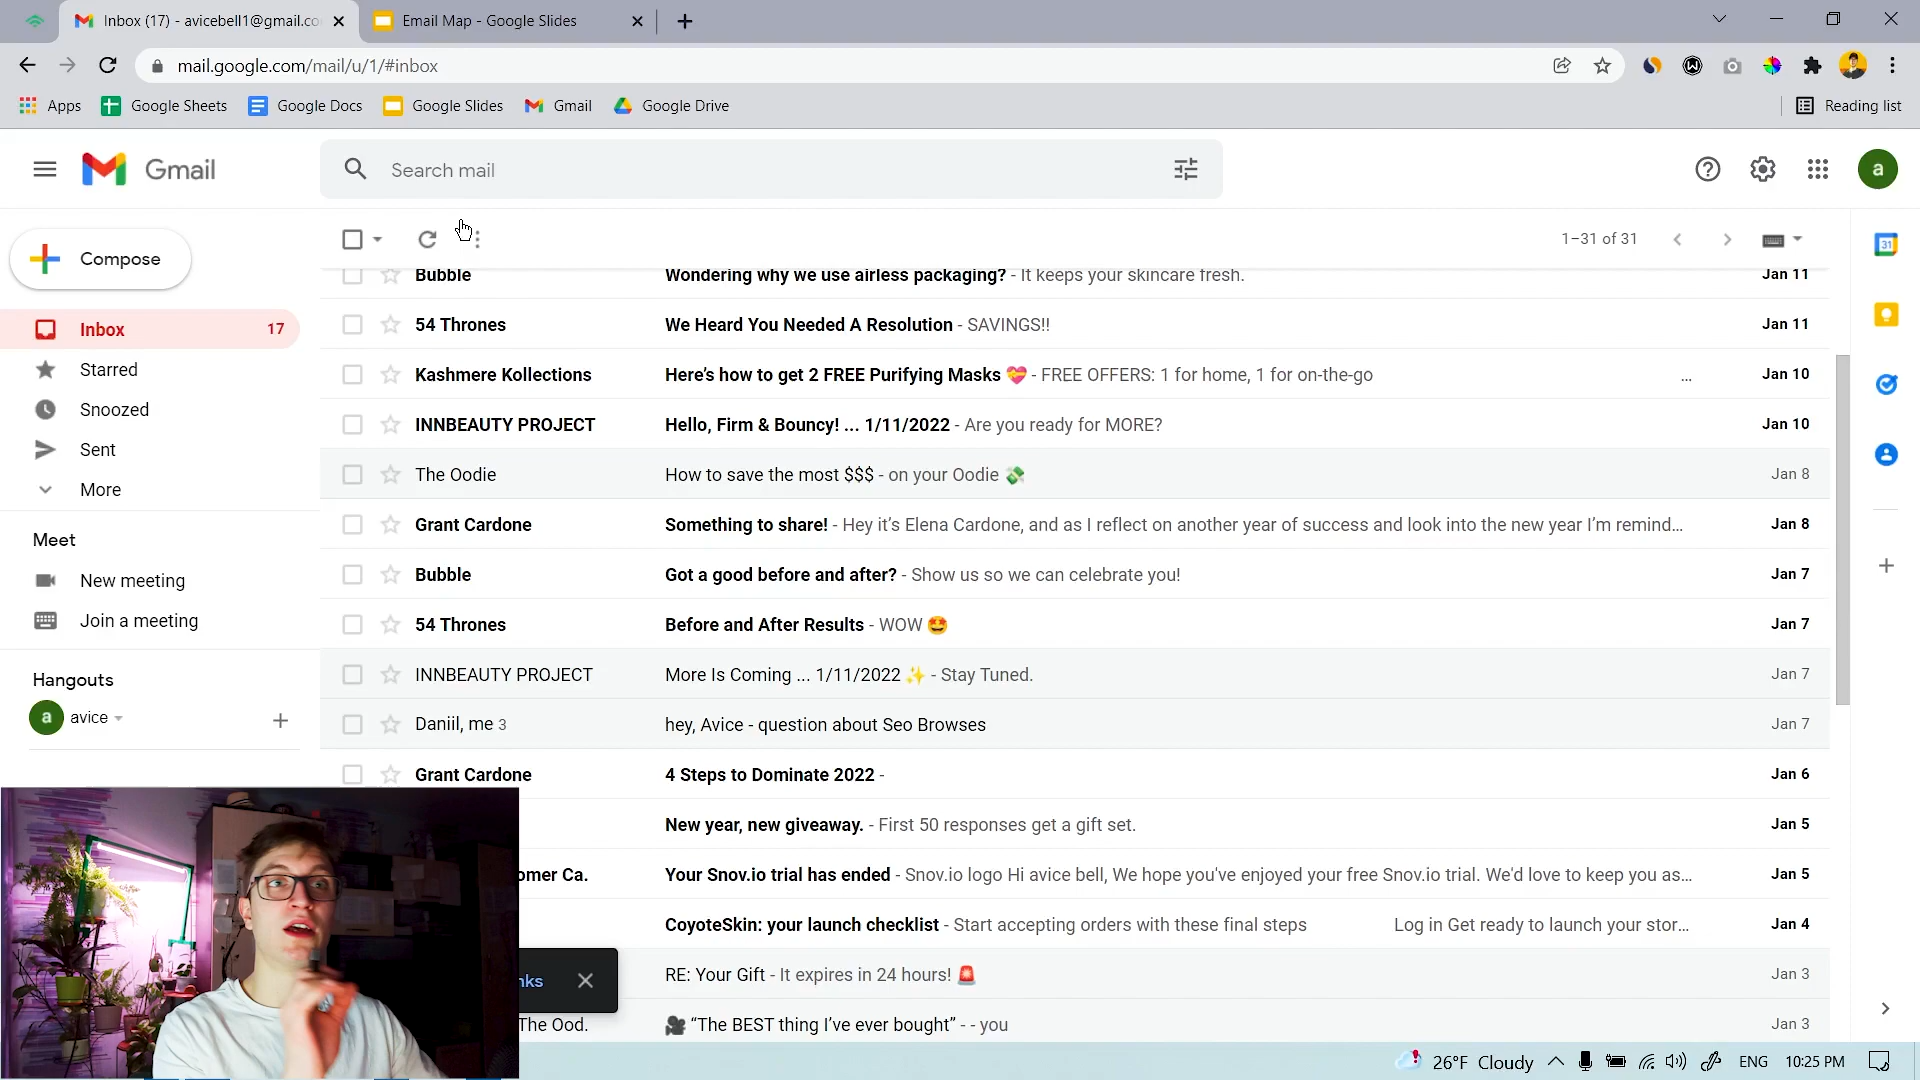 Inbox (17) - avicebell1@gmail.co
Email Map - Google Slides
mail.google.com/mail/u/1/#inbox
Apps
Google Sheets
Google Docs
Google Slides
Gmail
Google Drive
Reading list
Gmail
Search mail
a
Compose
1–31 of 31
31
Inbox 17
Starred
Snoozed
Sent
More
Meet
New meeting
Join a meeting
Hangouts
a avice
Bubble Wondering why we use airless packaging? - It keeps your skincare fresh. Jan 11
54 Thrones We Heard You Needed A Resolution - SAVINGS!! Jan 11
Kashmere Kollections Here's how to get 2 FREE Purifying Masks 💝 - FREE OFFERS: 1 for home, 1 for on-the-go ... Jan 10
INNBEAUTY PROJECT Hello, Firm & Bouncy! ... 1/11/2022 - Are you ready for MORE? Jan 10
The Oodie How to save the most $$$ - on your Oodie 💸 Jan 8
Grant Cardone Something to share! - Hey it's Elena Cardone, and as I reflect on another year of success and look into the new year I'm remind... Jan 8
Bubble Got a good before and after? - Show us so we can celebrate you! Jan 7
54 Thrones Before and After Results - WOW 🤩 Jan 7
INNBEAUTY PROJECT More Is Coming ... 1/11/2022 ✨ - Stay Tuned. Jan 7
Daniil, me 3 hey, Avice - question about Seo Browses Jan 7
Grant Cardone 4 Steps to Dominate 2022 - Jan 6
New year, new giveaway. - First 50 responses get a gift set. Jan 5
omer Ca. Your Snov.io trial has ended - Snov.io logo Hi avice bell, We hope you've enjoyed your free Snov.io trial. We'd love to keep you as... Jan 5
CoyoteSkin: your launch checklist - Start accepting orders with these final steps Log in Get ready to launch your stor... Jan 4
RE: Your Gift - It expires in 24 hours! 🚨 Jan 3
nks
The Ood. 🎥 “The BEST thing I've ever bought” - - you Jan 3
26°F Cloudy
ENG
10:25 PM